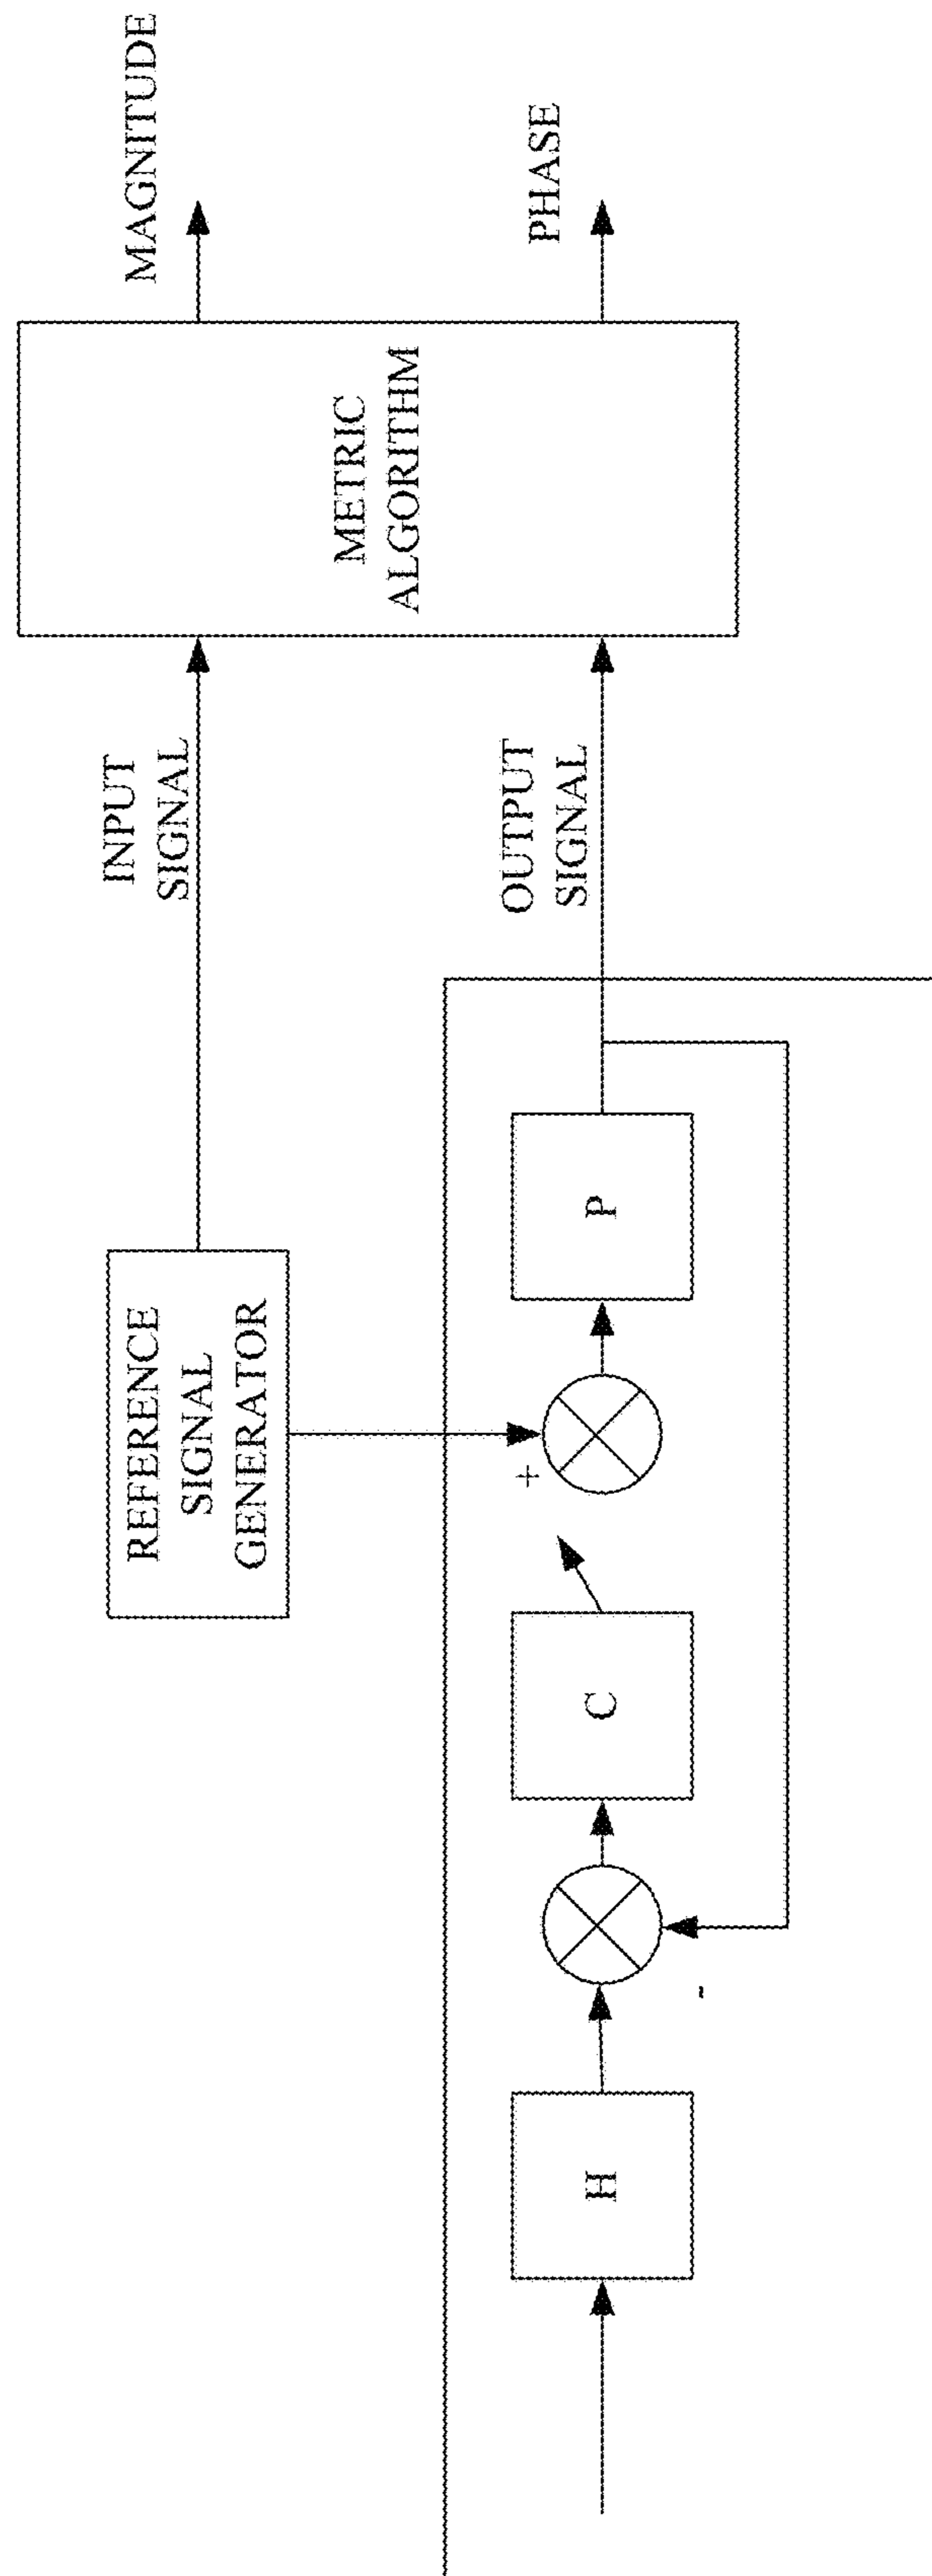 REFERENCE
SIGNAL
GENERATOR
INPUT
SIGNAL
MAGNITUDE
METRIC
ALGORITHM
OUTPUT
SIGNAL
PHASE
+
H
C
P
-